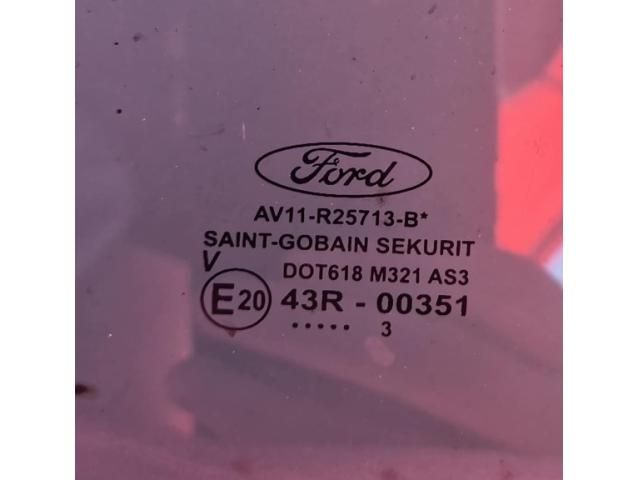 Ford
AV11-R25713-B*
SAINT-GOBAIN SEKURIT
V
DOT618 M321 AS3
E20 43R - 00351
..... 3